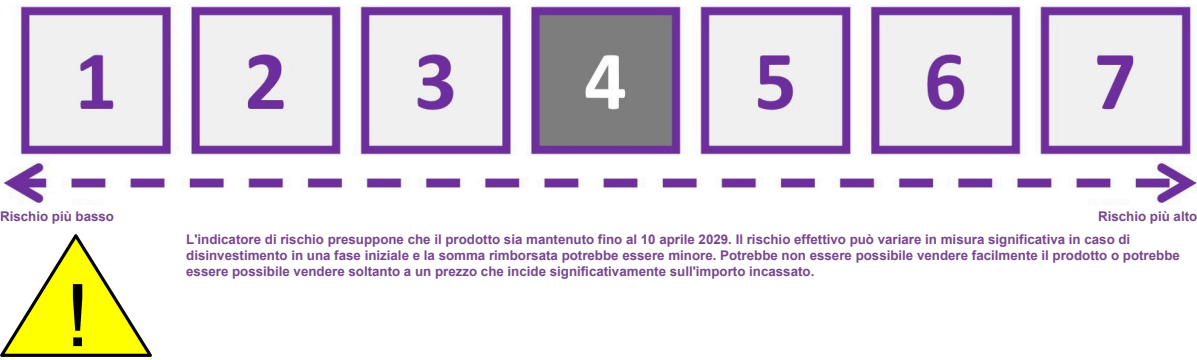 1 2 3 4 5 6 7
Rischio più basso Rischio più alto
L'indicatore di rischio presuppone che il prodotto sia mantenuto fino al 10 aprile 2029. Il rischio effettivo può variare in misura significativa in caso di
disinvestimento in una fase iniziale e la somma rimborsata potrebbe essere minore. Potrebbe non essere possibile vendere facilmente il prodotto o potrebbe
essere possibile vendere soltanto a un prezzo che incide significativamente sull'importo incassato.
!